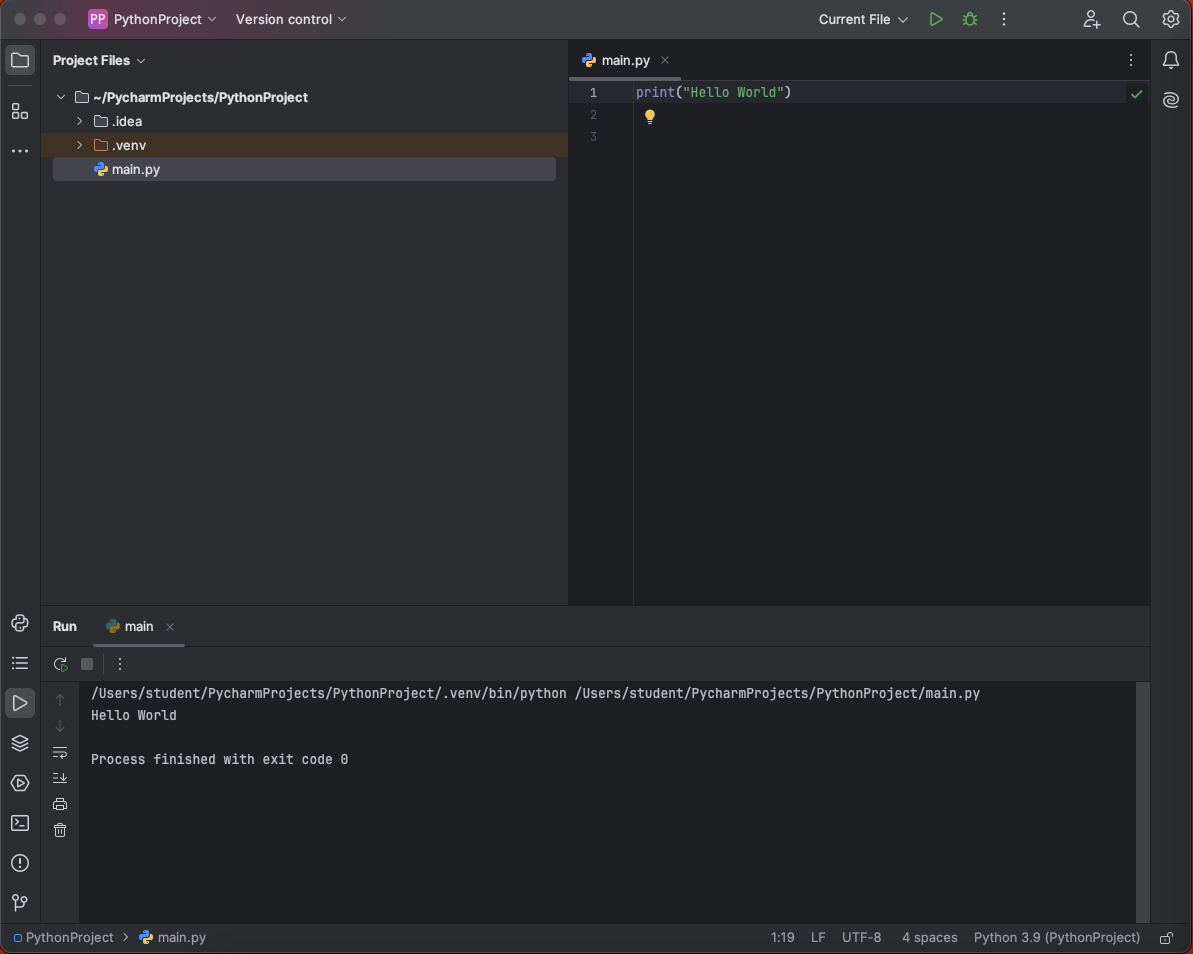 PP PythonProject Version control Current File
Project Files
main.py
~/PycharmProjects/PythonProject
.idea
.venv
main.py
1 print("Hello World")
2
3
Run main
/Users/student/PycharmProjects/PythonProject/.venv/bin/python /Users/student/PycharmProjects/PythonProject/main.py
Hello World
Process finished with exit code 0
PythonProject main.py 1:19 LF UTF-8 4 spaces Python 3.9 (PythonProject)